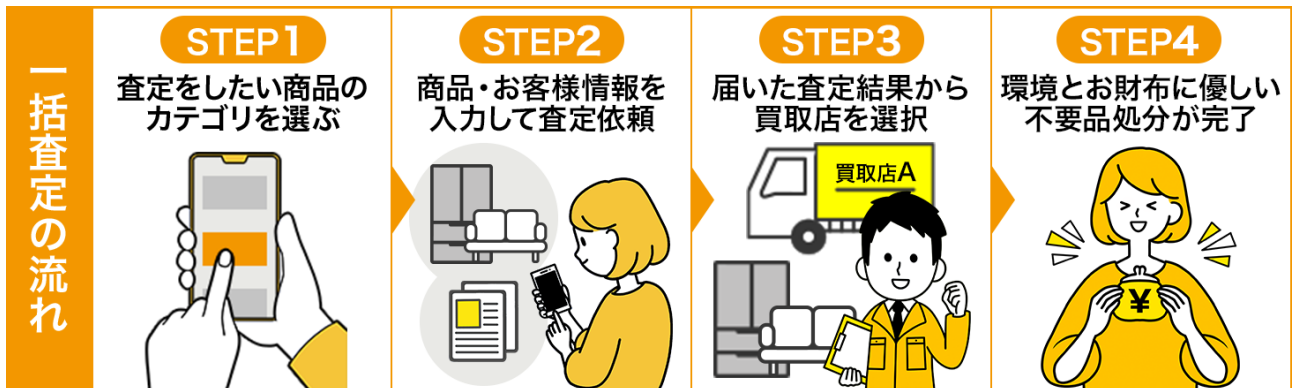 一括査定の流れ
STEP1
査定をしたい商品の
カテゴリを選ぶ
STEP2
商品・お客様情報を
入力して査定依頼
STEP3
届いた査定結果から
買取店を選択
買取店A
STEP4
環境とお財布に優しい
不要品処分が完了
¥